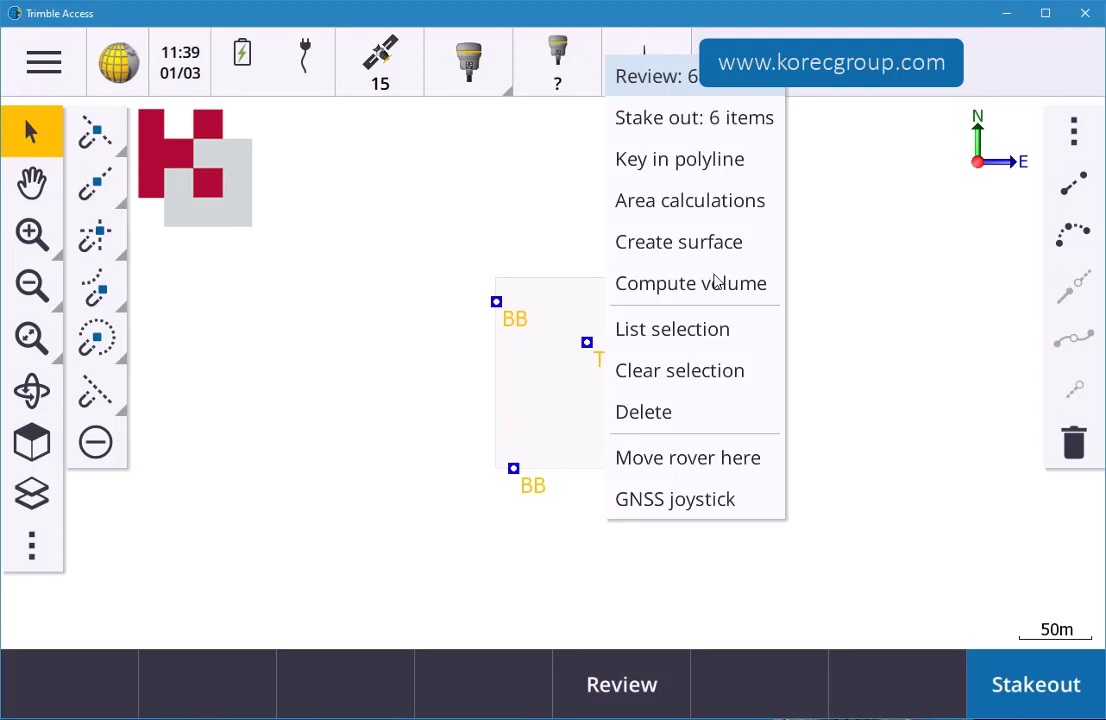 Trimble Access
11:39
01/03
15
?
www.korecgroup.com
Review: 6
Stake out: 6 items
Key in polyline
Area calculations
Create surface
Compute volume
List selection
Clear selection
Delete
Move rover here
GNSS joystick
N
E
BB
T
BB
50m
Review
Stakeout